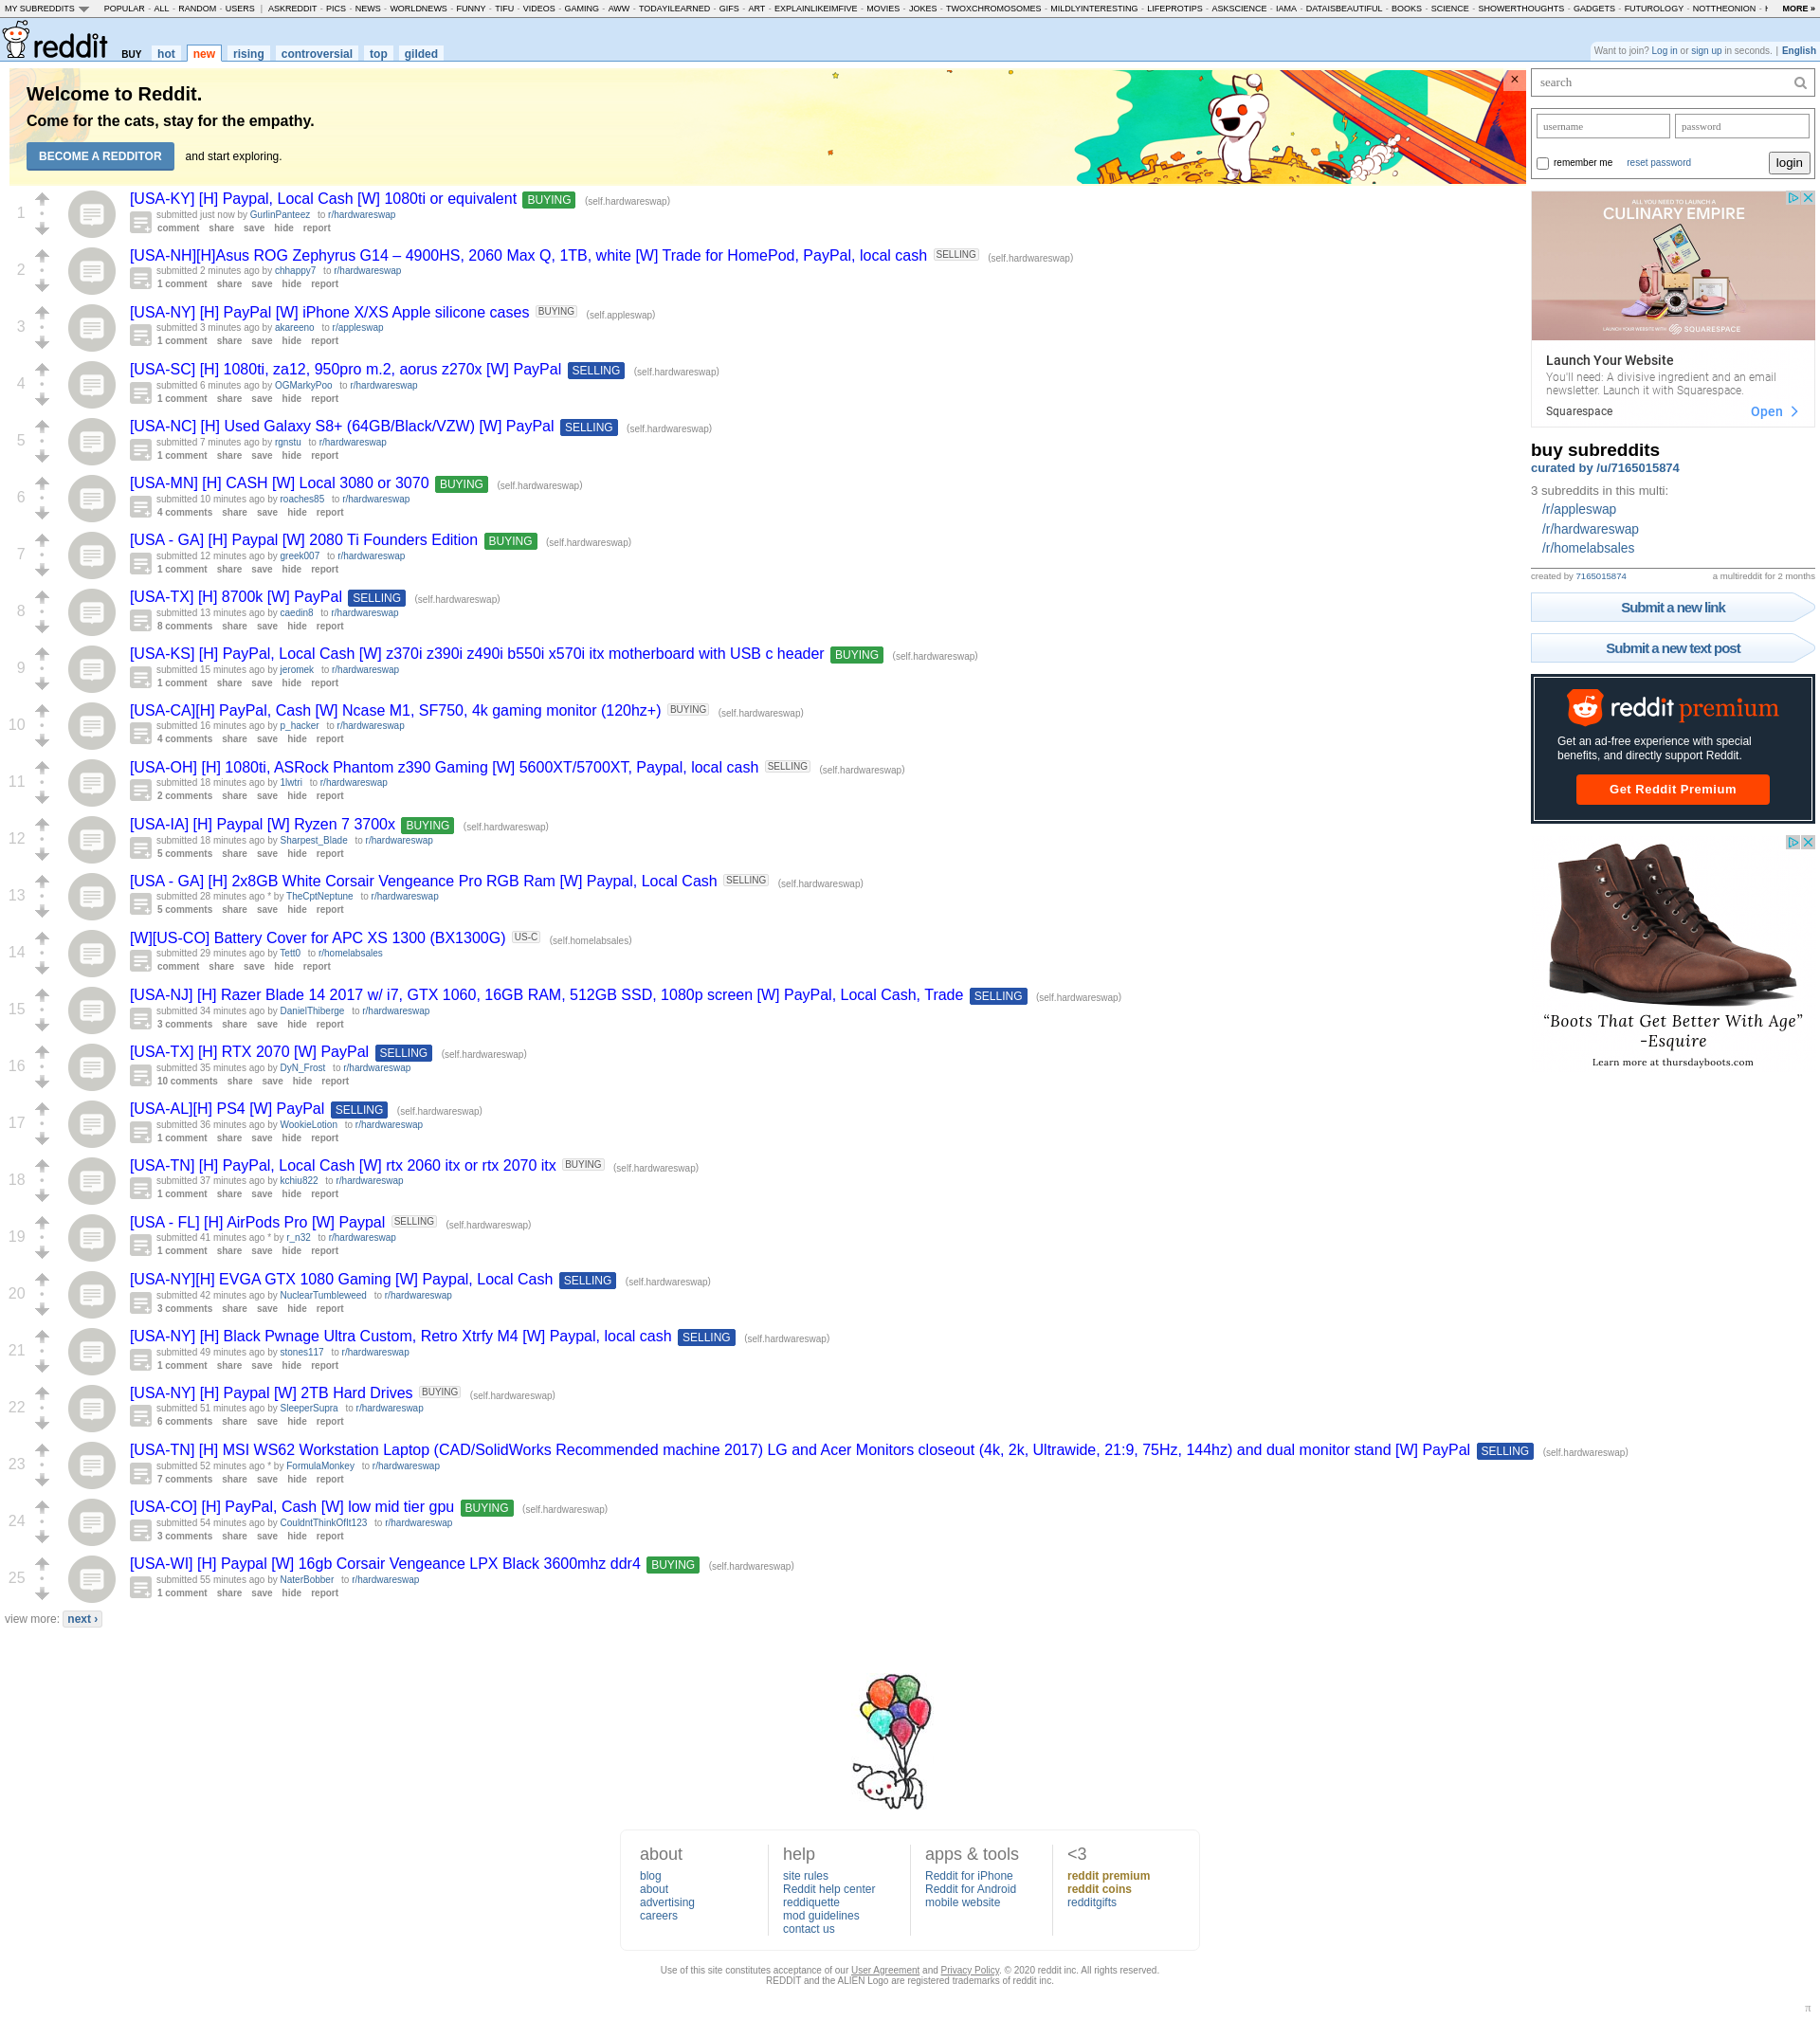 MY SUBREDDITS POPULAR - ALL - RANDOM - USERS | ASKREDDIT - PICS - NEWS - WORLDNEWS - FUNNY - TIFU - VIDEOS - GAMING - AWW - TODAYILEARNED - GIFS - ART - EXPLAINLIKEIMFIVE - MOVIES - JOKES - TWOXCHROMOSOMES - MILDLYINTERESTING - LIFEPROTIPS - ASKSCIENCE - IAMA - DATAISBEAUTIFUL - BOOKS - SCIENCE - SHOWERTHOUGHTS - GADGETS - FUTUROLOGY - NOTTHEONION - MORE »
reddit BUY hot new rising controversial top gilded
Want to join? Log in or sign up in seconds. | English
Welcome to Reddit.
Come for the cats, stay for the empathy.
BECOME A REDDITOR and start exploring.
×
1
[USA-KY] [H] Paypal, Local Cash [W] 1080ti or equivalent BUYING (self.hardwareswap)
submitted just now by GurlinPanteez to r/hardwareswap
comment share save hide report
2
[USA-NH][H]Asus ROG Zephyrus G14 – 4900HS, 2060 Max Q, 1TB, white [W] Trade for HomePod, PayPal, local cash SELLING (self.hardwareswap)
submitted 2 minutes ago by chhappy7 to r/hardwareswap
1 comment share save hide report
3
[USA-NY] [H] PayPal [W] iPhone X/XS Apple silicone cases BUYING (self.appleswap)
submitted 3 minutes ago by akareeno to r/appleswap
1 comment share save hide report
4
[USA-SC] [H] 1080ti, za12, 950pro m.2, aorus z270x [W] PayPal SELLING (self.hardwareswap)
submitted 6 minutes ago by OGMarkyPoo to r/hardwareswap
1 comment share save hide report
5
[USA-NC] [H] Used Galaxy S8+ (64GB/Black/VZW) [W] PayPal SELLING (self.hardwareswap)
submitted 7 minutes ago by rgnstu to r/hardwareswap
1 comment share save hide report
6
[USA-MN] [H] CASH [W] Local 3080 or 3070 BUYING (self.hardwareswap)
submitted 10 minutes ago by roaches85 to r/hardwareswap
4 comments share save hide report
7
[USA - GA] [H] Paypal [W] 2080 Ti Founders Edition BUYING (self.hardwareswap)
submitted 12 minutes ago by greek007 to r/hardwareswap
1 comment share save hide report
8
[USA-TX] [H] 8700k [W] PayPal SELLING (self.hardwareswap)
submitted 13 minutes ago by caedin8 to r/hardwareswap
8 comments share save hide report
9
[USA-KS] [H] PayPal, Local Cash [W] z370i z390i z490i b550i x570i itx motherboard with USB c header BUYING (self.hardwareswap)
submitted 15 minutes ago by jeromek to r/hardwareswap
1 comment share save hide report
10
[USA-CA][H] PayPal, Cash [W] Ncase M1, SF750, 4k gaming monitor (120hz+) BUYING (self.hardwareswap)
submitted 16 minutes ago by p_hacker to r/hardwareswap
4 comments share save hide report
11
[USA-OH] [H] 1080ti, ASRock Phantom z390 Gaming [W] 5600XT/5700XT, Paypal, local cash SELLING (self.hardwareswap)
submitted 18 minutes ago by 1lwtri to r/hardwareswap
2 comments share save hide report
12
[USA-IA] [H] Paypal [W] Ryzen 7 3700x BUYING (self.hardwareswap)
submitted 18 minutes ago by Sharpest_Blade to r/hardwareswap
5 comments share save hide report
13
[USA - GA] [H] 2x8GB White Corsair Vengeance Pro RGB Ram [W] Paypal, Local Cash SELLING (self.hardwareswap)
submitted 28 minutes ago * by TheCptNeptune to r/hardwareswap
5 comments share save hide report
14
[W][US-CO] Battery Cover for APC XS 1300 (BX1300G) US-C (self.homelabsales)
submitted 29 minutes ago by Tett0 to r/homelabsales
comment share save hide report
15
[USA-NJ] [H] Razer Blade 14 2017 w/ i7, GTX 1060, 16GB RAM, 512GB SSD, 1080p screen [W] PayPal, Local Cash, Trade SELLING (self.hardwareswap)
submitted 34 minutes ago by DanielThiberge to r/hardwareswap
3 comments share save hide report
16
[USA-TX] [H] RTX 2070 [W] PayPal SELLING (self.hardwareswap)
submitted 35 minutes ago by DyN_Frost to r/hardwareswap
10 comments share save hide report
17
[USA-AL][H] PS4 [W] PayPal SELLING (self.hardwareswap)
submitted 36 minutes ago by WookieLotion to r/hardwareswap
1 comment share save hide report
18
[USA-TN] [H] PayPal, Local Cash [W] rtx 2060 itx or rtx 2070 itx BUYING (self.hardwareswap)
submitted 37 minutes ago by kchiu822 to r/hardwareswap
1 comment share save hide report
19
[USA - FL] [H] AirPods Pro [W] Paypal SELLING (self.hardwareswap)
submitted 41 minutes ago * by r_n32 to r/hardwareswap
1 comment share save hide report
20
[USA-NY][H] EVGA GTX 1080 Gaming [W] Paypal, Local Cash SELLING (self.hardwareswap)
submitted 42 minutes ago by NuclearTumbleweed to r/hardwareswap
3 comments share save hide report
21
[USA-NY] [H] Black Pwnage Ultra Custom, Retro Xtrfy M4 [W] Paypal, local cash SELLING (self.hardwareswap)
submitted 49 minutes ago by stones117 to r/hardwareswap
1 comment share save hide report
22
[USA-NY] [H] Paypal [W] 2TB Hard Drives BUYING (self.hardwareswap)
submitted 51 minutes ago by SleeperSupra to r/hardwareswap
6 comments share save hide report
23
[USA-TN] [H] MSI WS62 Workstation Laptop (CAD/SolidWorks Recommended machine 2017) LG and Acer Monitors closeout (4k, 2k, Ultrawide, 21:9, 75Hz, 144hz) and dual monitor stand [W] PayPal SELLING (self.hardwareswap)
submitted 52 minutes ago * by FormulaMonkey to r/hardwareswap
7 comments share save hide report
24
[USA-CO] [H] PayPal, Cash [W] low mid tier gpu BUYING (self.hardwareswap)
submitted 54 minutes ago by CouldntThinkOfIt123 to r/hardwareswap
3 comments share save hide report
25
[USA-WI] [H] Paypal [W] 16gb Corsair Vengeance LPX Black 3600mhz ddr4 BUYING (self.hardwareswap)
submitted 55 minutes ago by NaterBobber to r/hardwareswap
1 comment share save hide report
view more: next ›
search
username password
remember me reset password login
ALL YOU NEED TO LAUNCH A
CULINARY EMPIRE
LAUNCH YOUR WEBSITE WITH SQUARESPACE
Launch Your Website
You'll need: A divisive ingredient and an email
newsletter. Launch it with Squarespace.
Squarespace Open
buy subreddits
curated by /u/7165015874
3 subreddits in this multi:
/r/appleswap
/r/hardwareswap
/r/homelabsales
created by 7165015874 a multireddit for 2 months
Submit a new link
Submit a new text post
reddit premium
Get an ad-free experience with special
benefits, and directly support Reddit.
Get Reddit Premium
“Boots That Get Better With Age”
-Esquire
Learn more at thursdayboots.com
about
blog
about
advertising
careers
help
site rules
Reddit help center
reddiquette
mod guidelines
contact us
apps & tools
Reddit for iPhone
Reddit for Android
mobile website
<3
reddit premium
reddit coins
redditgifts
Use of this site constitutes acceptance of our User Agreement and Privacy Policy. © 2020 reddit inc. All rights reserved.
REDDIT and the ALIEN Logo are registered trademarks of reddit inc.
π